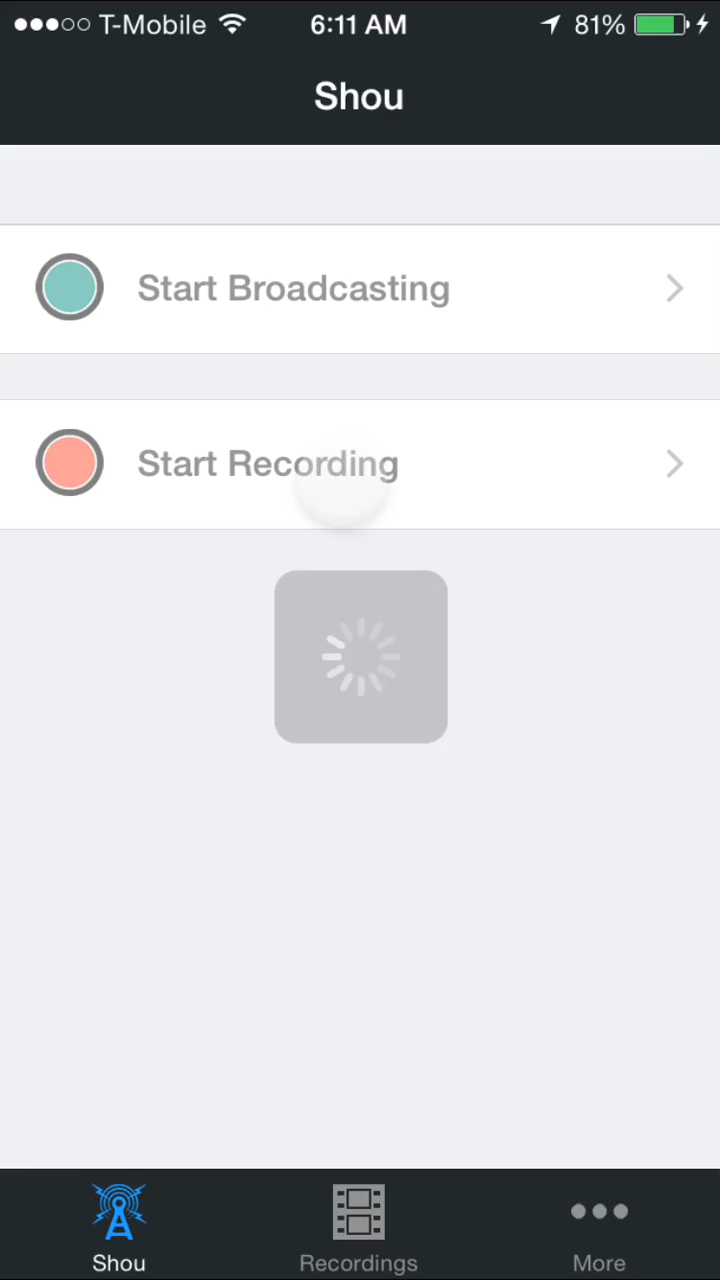 T-Mobile 6:11 AM 81%
Shou
Start Broadcasting
Start Recording
Shou Recordings More